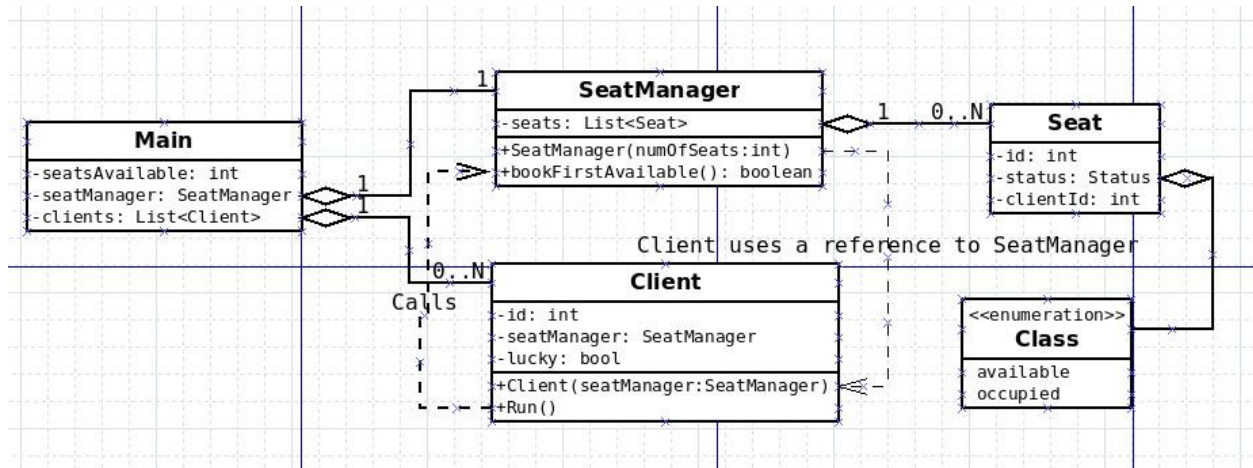 Main
-seatsAvailable: int
-seatManager: SeatManager
-clients: List<Client>
1
1
1
SeatManager
-seats: List<Seat>
+SeatManager(numOfSeats:int)
+bookFirstAvailable(): boolean
1
0..N
Seat
-id: int
-status: Status
-clientId: int
Client uses a reference to SeatManager
0..N
Calls
Client
-id: int
-seatManager: SeatManager
-lucky: bool
+Client(seatManager:SeatManager)
+Run()
<<enumeration>>
Class
available
occupied